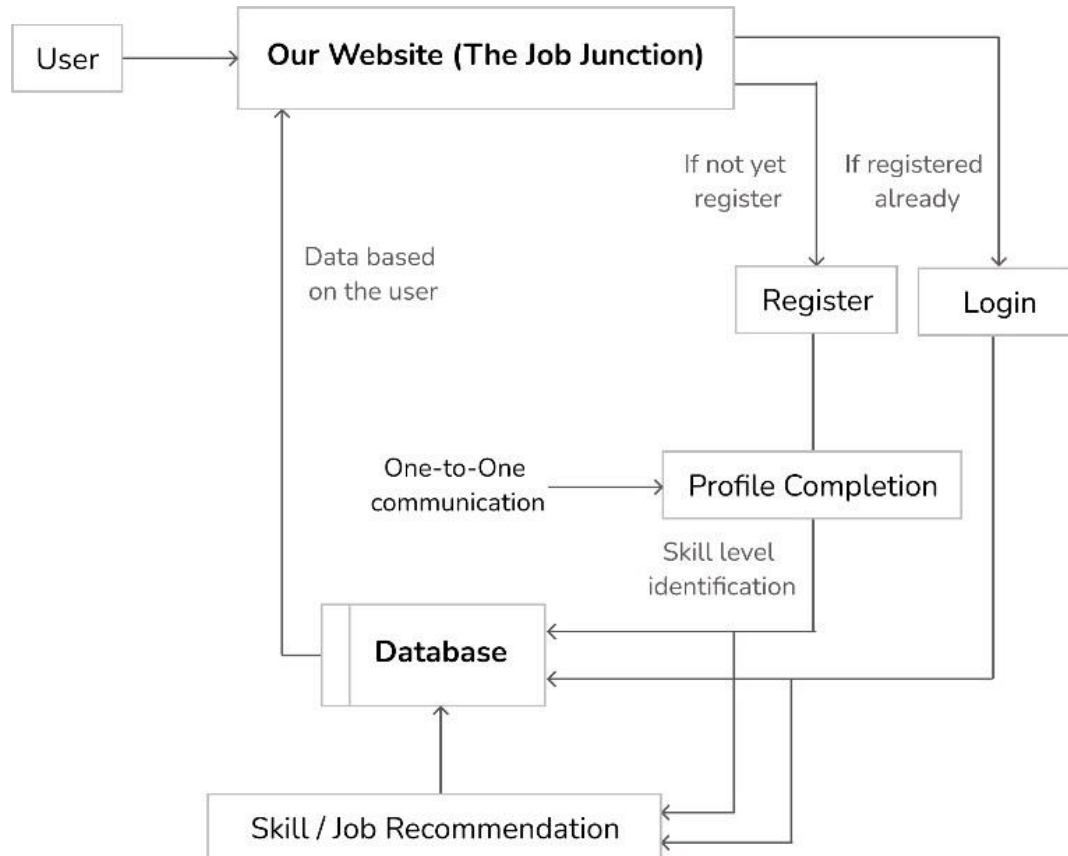 User
Our Website (The Job Junction)
If not yet
register
If registered
already
Data based
on the user
Register
Login
One-to-One
communication
Profile Completion
Skill level
identification
Database
Skill / Job Recommendation